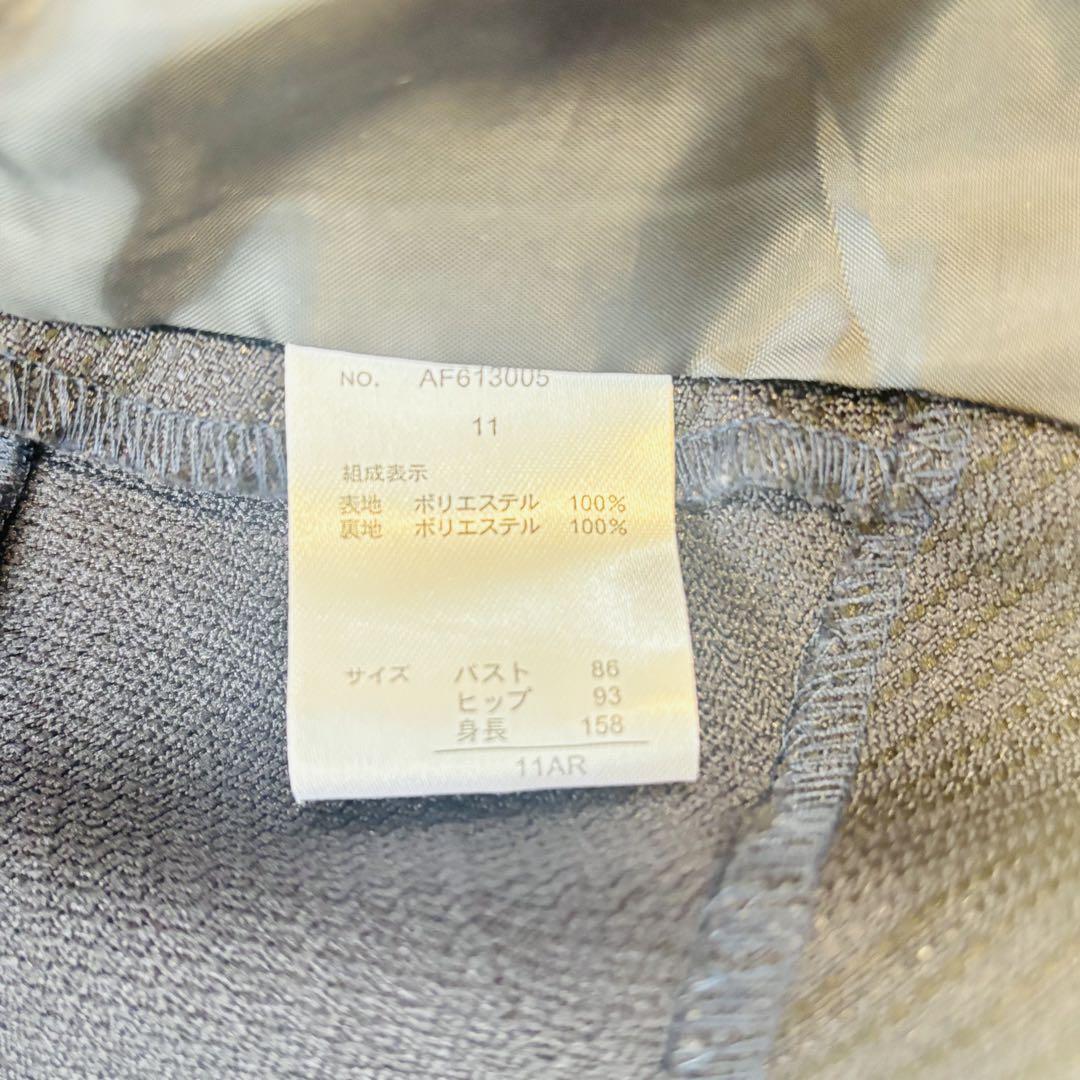 NO. AF613005
11
組成表示
表地 ポリエステル 100%
裏地 ポリエステル 100%
サイズ バスト 86
ヒップ 93
身長 158
11AR